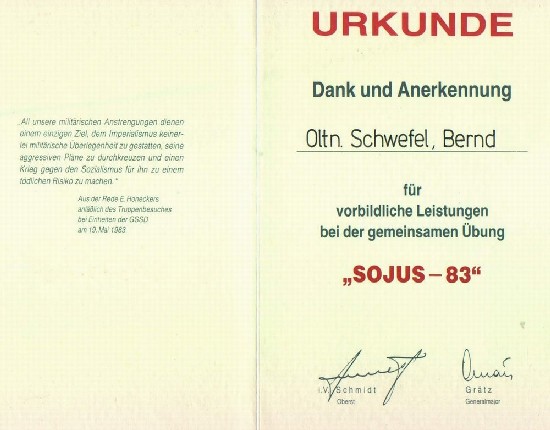 „All unsere militärischen Anstrengungen dienen
einem einzigen Ziel, dem Imperialismus keiner-
lei militärische Überlegenheit zu gestatten, seine
aggressiven Pläne zu durchkreuzen und einen
Krieg gegen den Sozialismus für ihn zu einem
tödlichen Risiko zu machen.“
Aus der Rede E. Honeckers
anläßlich des Truppenbesuches
bei Einheiten der GSSD
am 19. Mai 1983
URKUNDE
Dank und Anerkennung
Oltn. Schwefel, Bernd
für
vorbildliche Leistungen
bei der gemeinsamen Übung
„SOJUS – 83“
i.V. Schmidt
Oberst
Grätz
Generalmajor